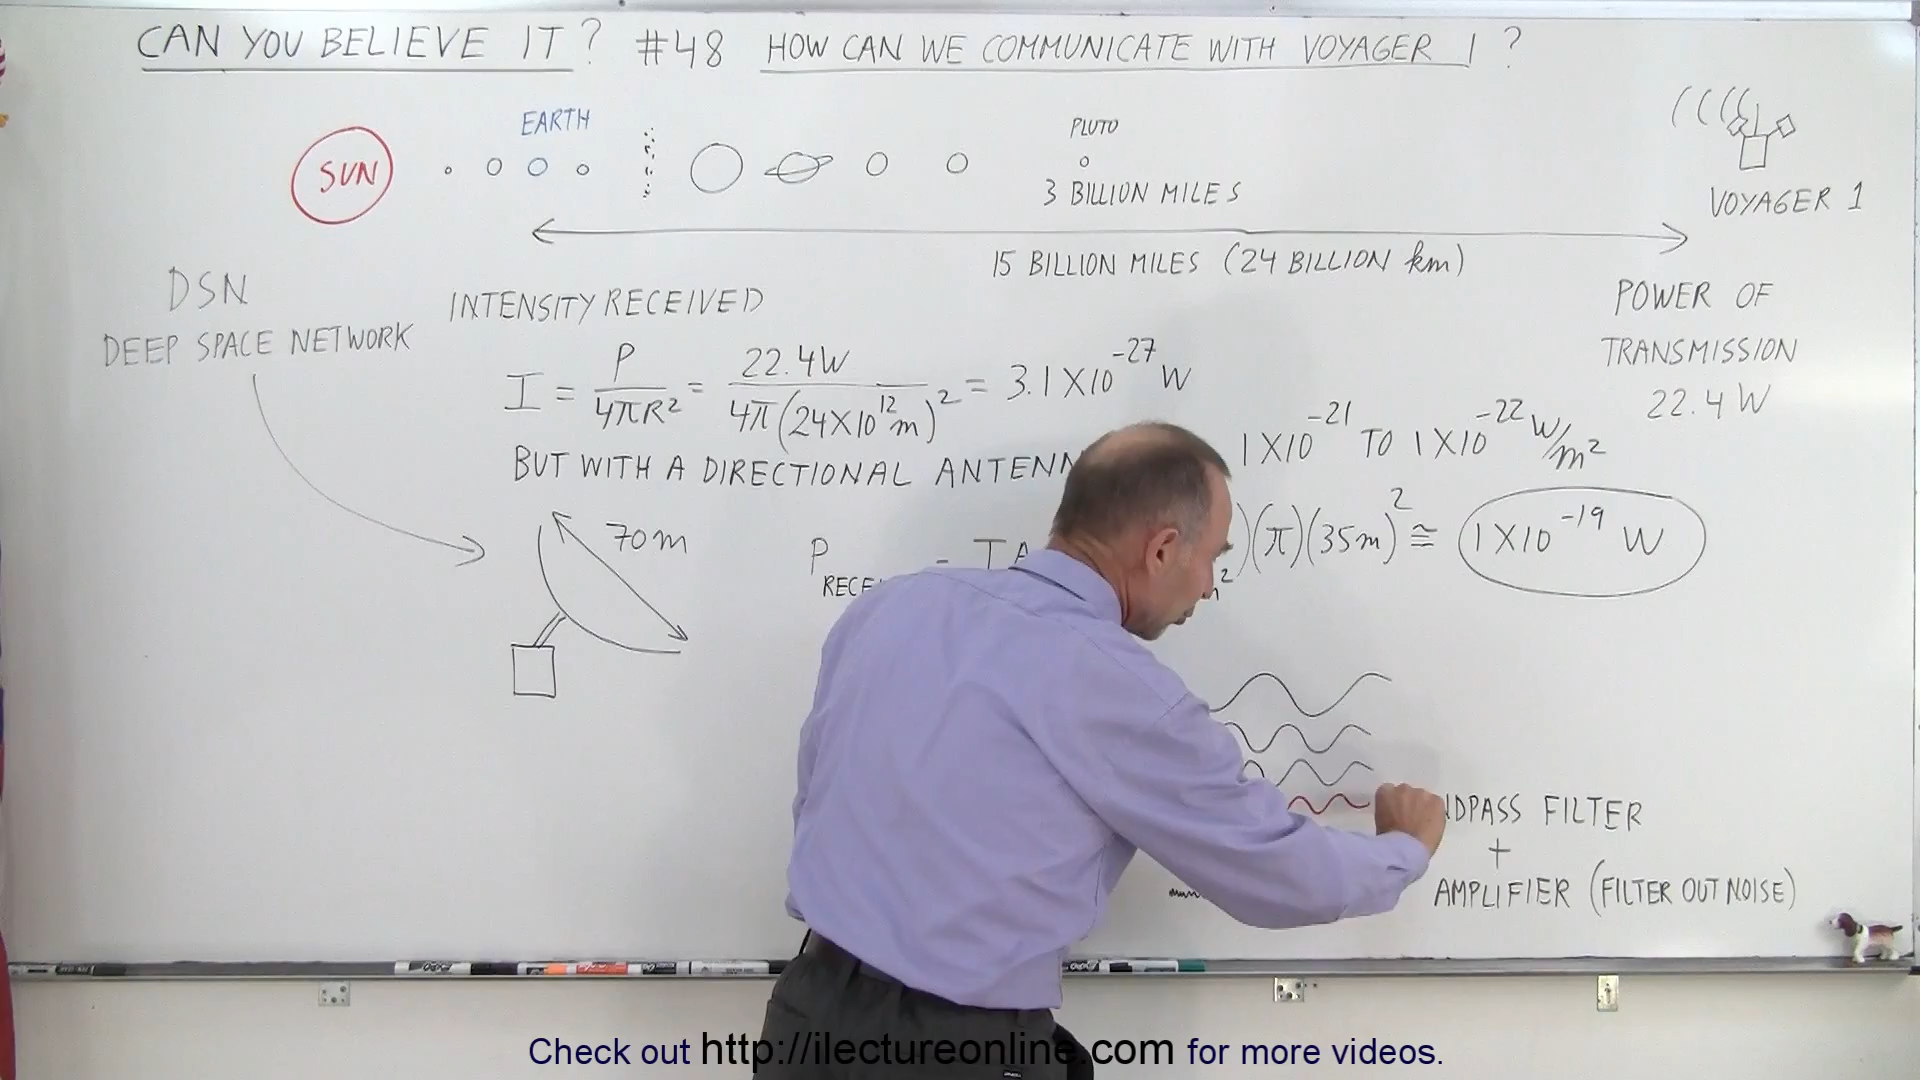 CAN YOU BELIEVE IT? #48 HOW CAN WE COMMUNICATE WITH VOYAGER 1?
EARTH
PLUTO
SUN
3 BILLION MILES
VOYAGER 1
15 BILLION MILES (24 BILLION km)
DSN
DEEP SPACE NETWORK
INTENSITY RECEIVED
POWER OF
TRANSMISSION
22.4 W
I = P/4πR² = 22.4W/4π(24X10¹²m)² = 3.1X10⁻²⁷ W
BUT WITH A DIRECTIONAL ANTENN 1X10⁻²¹ TO 1X10⁻²² W/m²
70m
P RECE = IA )(π)(35m)² ≅ 1X10⁻¹⁹ W
NDPASS FILTER
+
AMPLIFIER (FILTER OUT NOISE)
Check out http://ilectureonline.com for more videos.